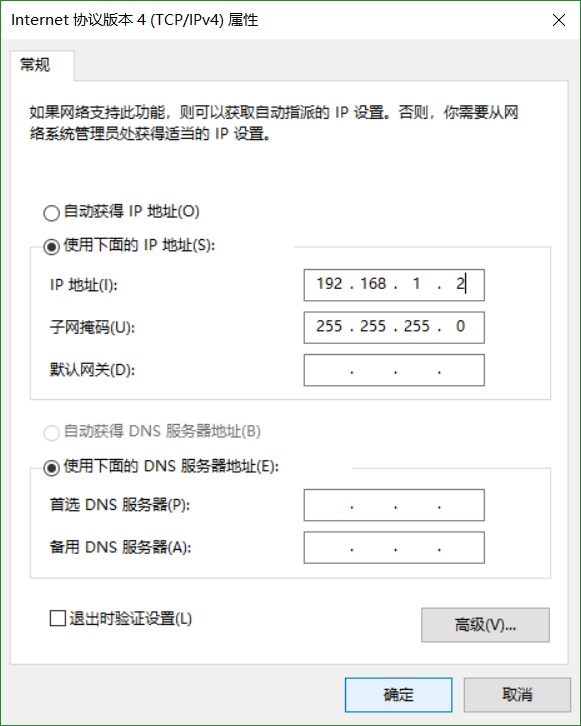 Internet 协议版本 4 (TCP/IPv4) 属性
常规
如果网络支持此功能，则可以获取自动指派的 IP 设置。否则，你需要从网
络系统管理员处获得适当的 IP 设置。
自动获得 IP 地址(O)
使用下面的 IP 地址(S):
IP 地址(I): 192 . 168 . 1 . 2
子网掩码(U): 255 . 255 . 255 . 0
默认网关(D): . . .
自动获得 DNS 服务器地址(B)
使用下面的 DNS 服务器地址(E):
首选 DNS 服务器(P): . . .
备用 DNS 服务器(A): . . .
退出时验证设置(L)
高级(V)...
确定 取消